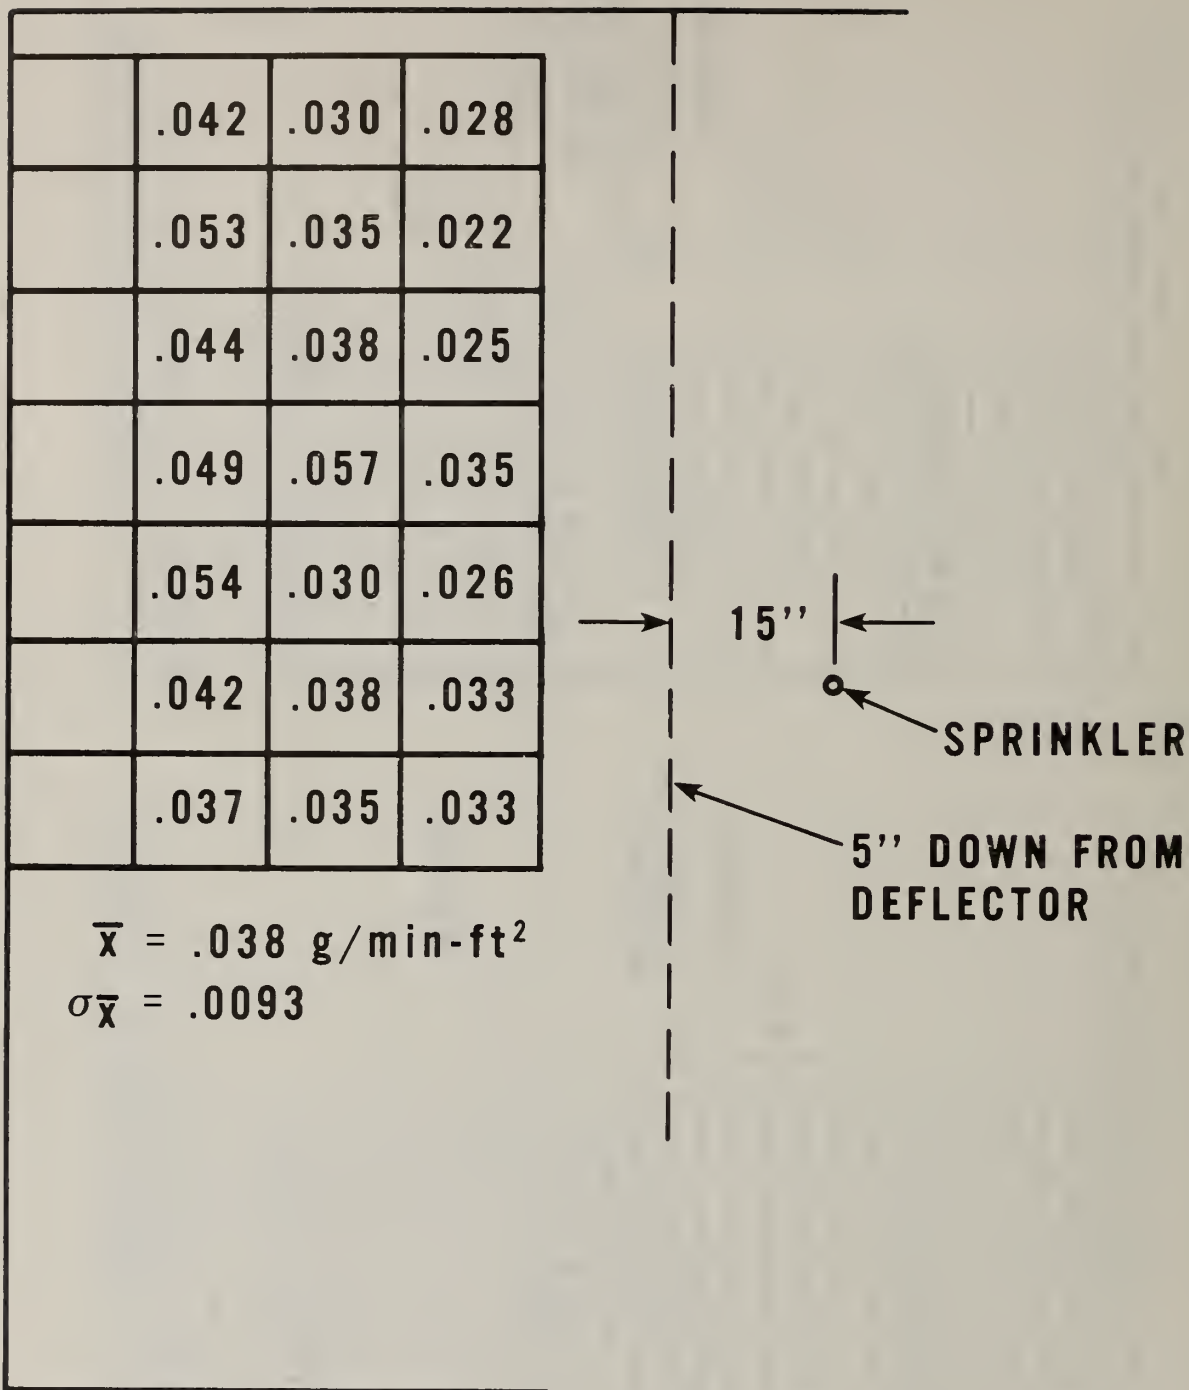 .042 .030 .028
.053 .035 .022
.044 .038 .025
.049 .057 .035
.054 .030 .026
.042 .038 .033
.037 .035 .033
x̅ = .038 g/min-ft²
σx̅ = .0093
15’’
SPRINKLER
5’’ DOWN FROM
DEFLECTOR